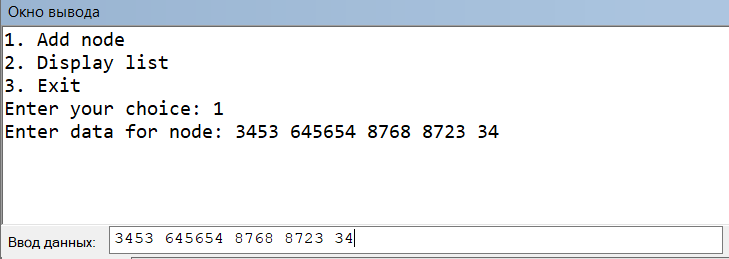 Окно вывода
1. Add node
2. Display list
3. Exit
Enter your choice: 1
Enter data for node: 3453 645654 8768 8723 34
Ввод данных: 3453 645654 8768 8723 34